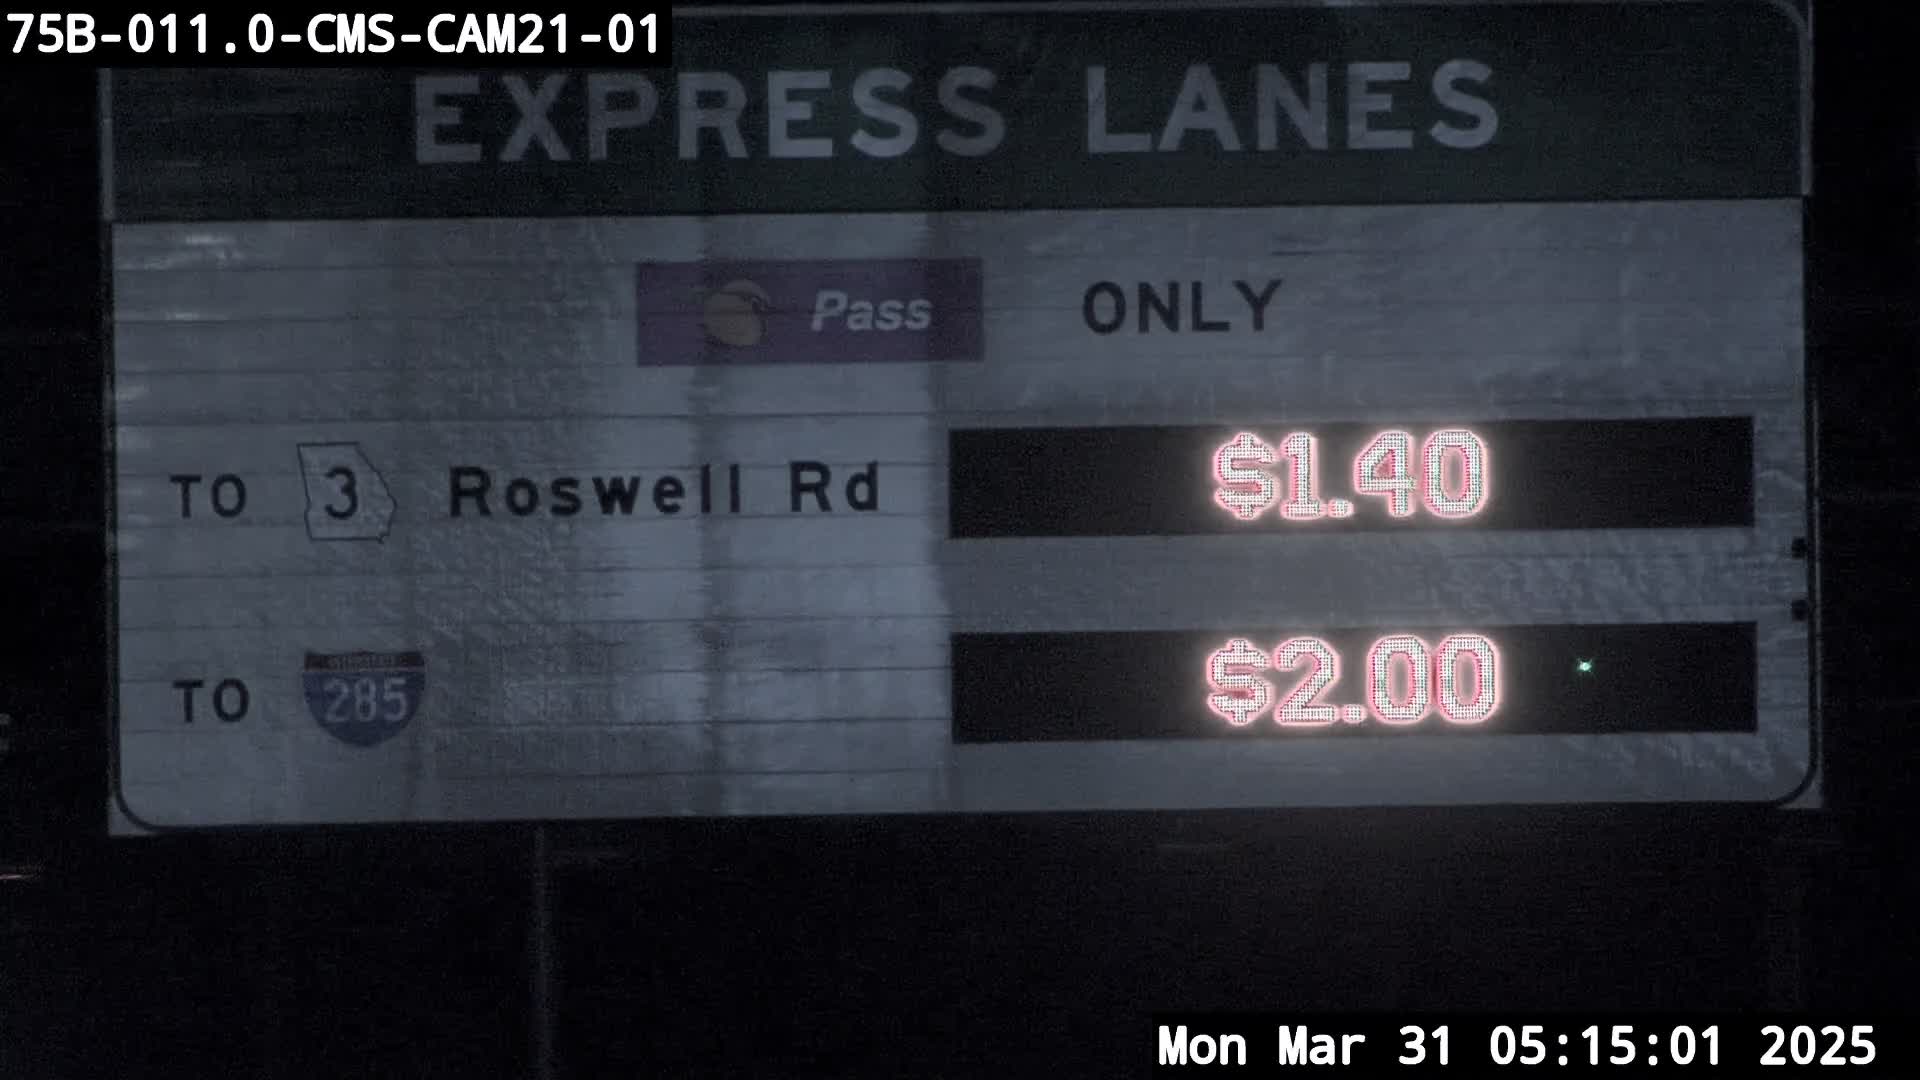 75B-011.0-CMS-CAM21-01
EXPRESS LANES
Pass ONLY
TO 3 Roswell Rd $1.40
TO 285 $2.00
Mon Mar 31 05:15:01 2025